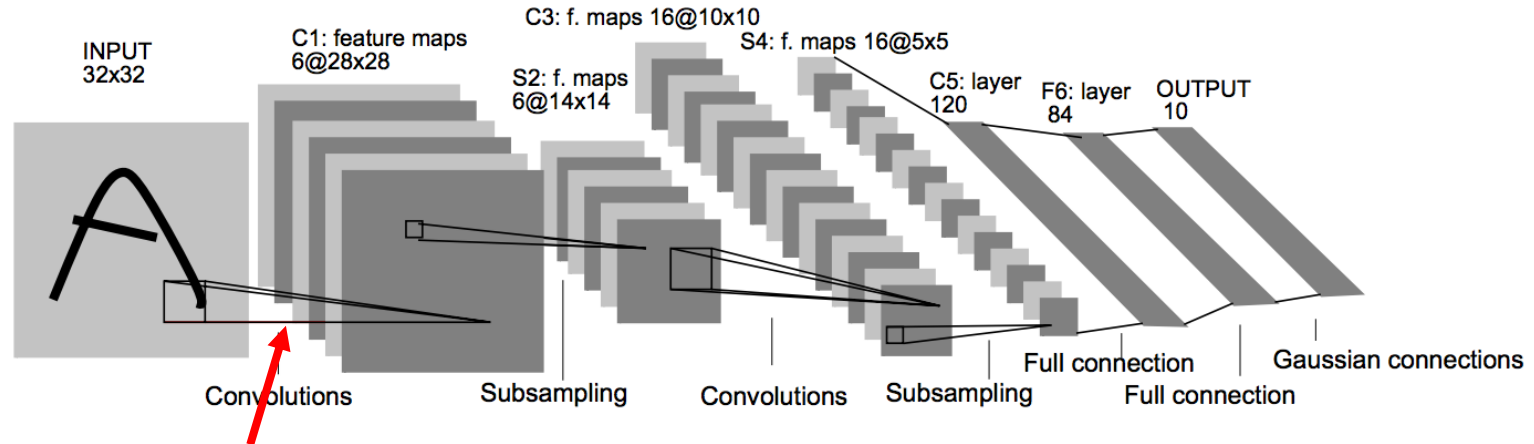 INPUT
32x32
C1: feature maps
6@28x28
S2: f. maps
6@14x14
C3: f. maps 16@10x10
S4: f. maps 16@5x5
C5: layer
120
F6: layer
84
OUTPUT
10
Convolutions
Subsampling
Convolutions
Subsampling
Full connection
Full connection
Gaussian connections
A